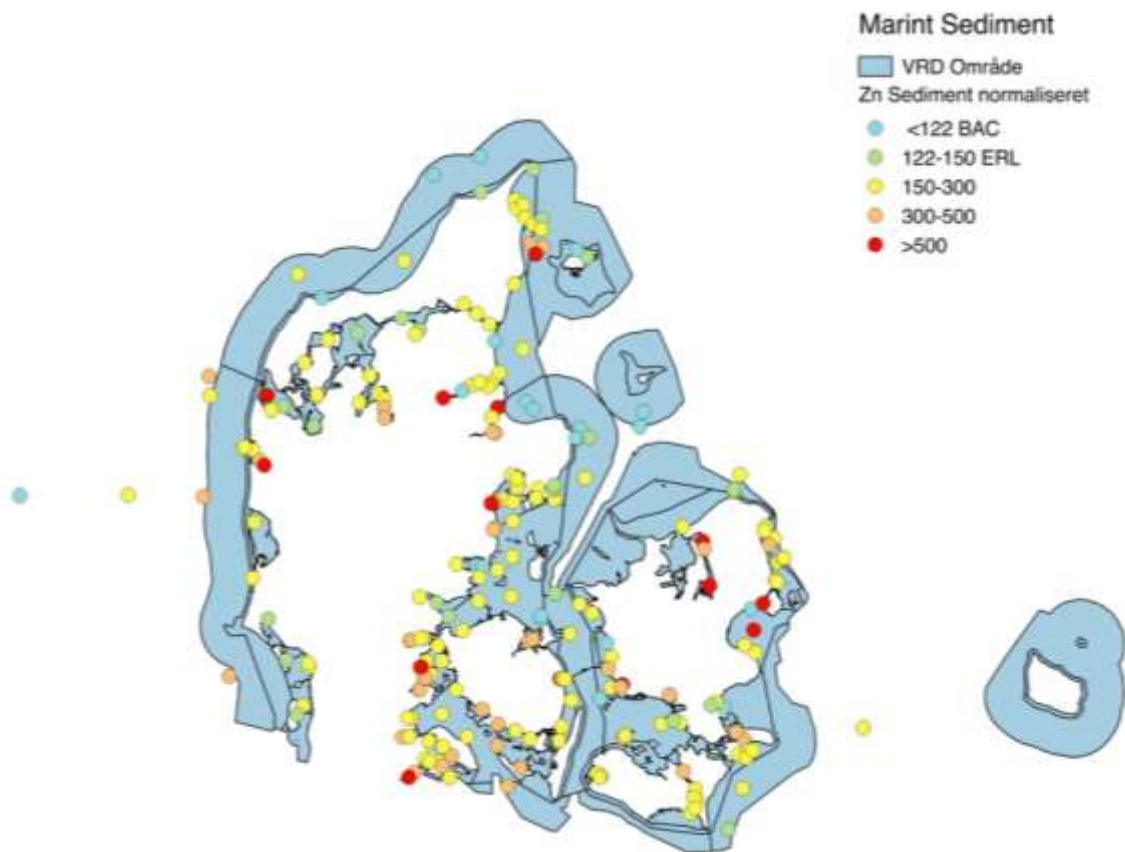 Marint Sediment
VRD Område
Zn Sediment normaliseret
<122 BAC
122-150 ERL
150-300
300-500
>500